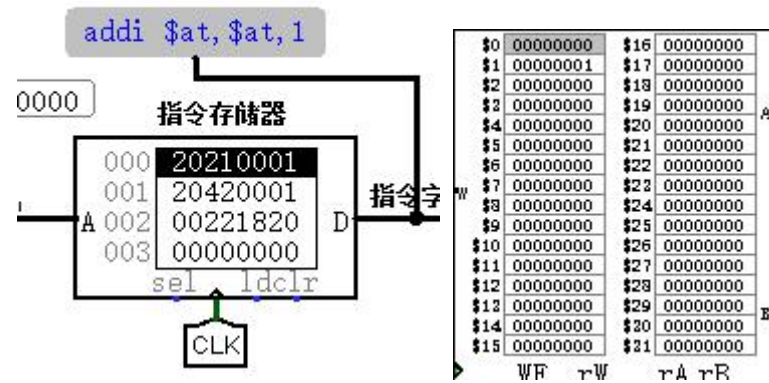 addi $at,$at,1
0000
指令存储器
000 20210001
001 20420001
A 002 00221820 D
003 00000000
sel ldclr
CLK
指令字
$0 00000000 $16 00000000
$1 00000001 $17 00000000
$2 00000000 $18 00000000
$3 00000000 $19 00000000
A
$4 00000000 $20 00000000
$5 00000000 $21 00000000
$6 00000000 $22 00000000
W
$7 00000000 $23 00000000
$8 00000000 $24 00000000
$9 00000000 $25 00000000
$10 00000000 $26 00000000
$11 00000000 $27 00000000
$12 00000000 $28 00000000
$13 00000000 $29 00000000
B
$14 00000000 $30 00000000
$15 00000000 $31 00000000
WE rW rA rB